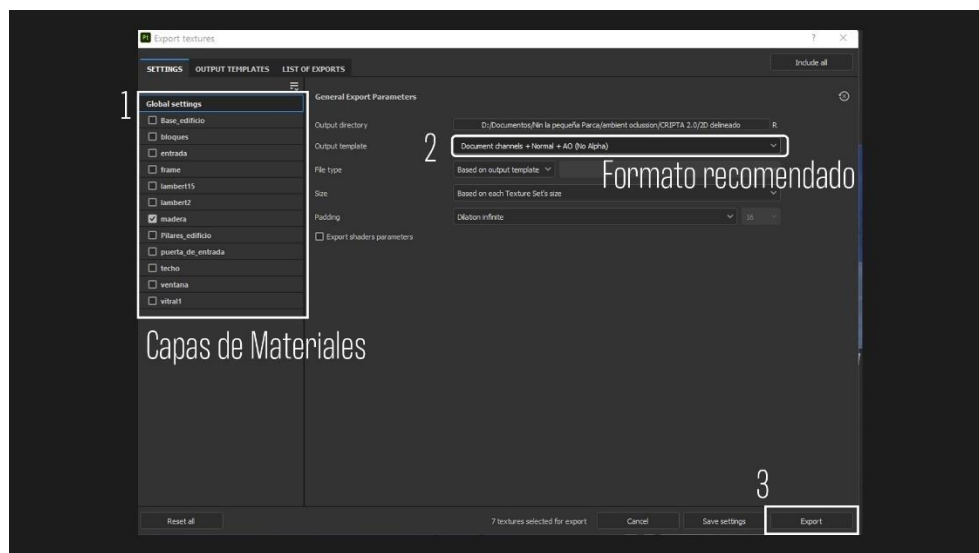 Pt Export textures ? ×
SETTINGS OUTPUT TEMPLATES LIST OF EXPORTS Include all
1
Global settings
Base_edificio
bloques
entrada
frame
lambert15
lambert2
madera
Pilares_edificio
puerta_de_entrada
techo
ventana
vitral1
Capas de Materiales
General Export Parameters
Output directory D:/Documentos/Nin la pequeña Parca/ambient odussion/CRIPTA 2.0/2D delineado R
2
Output template Document channels + Normal + AO (No Alpha)
Formato recomendado
File type Based on output template
Size Based on each Texture Set's size
Padding Dilation infinite 16
Export shaders parameters
3
Reset all 7 textures selected for export Cancel Save settings Export